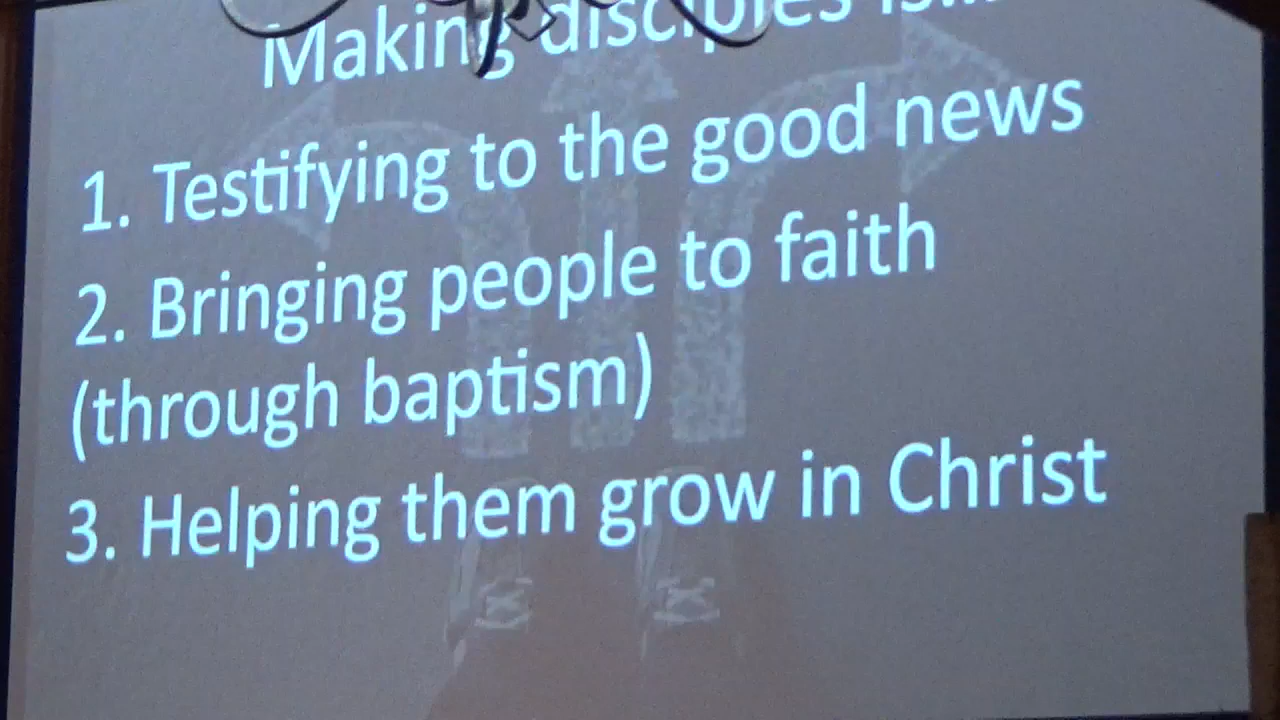 Making disciples is...
1. Testifying to the good news
2. Bringing people to faith
(through baptism)
3. Helping them grow in Christ